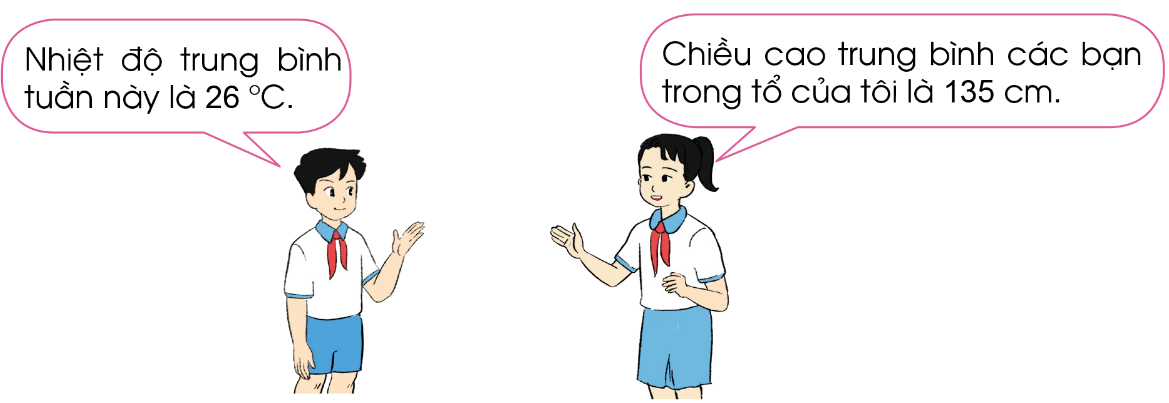 Nhiệt độ trung bình
tuần này là 26 °C.
Chiều cao trung bình các bạn
trong tổ của tôi là 135 cm.